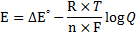 E = ΔE° − (R × T)/(n × F) log Q